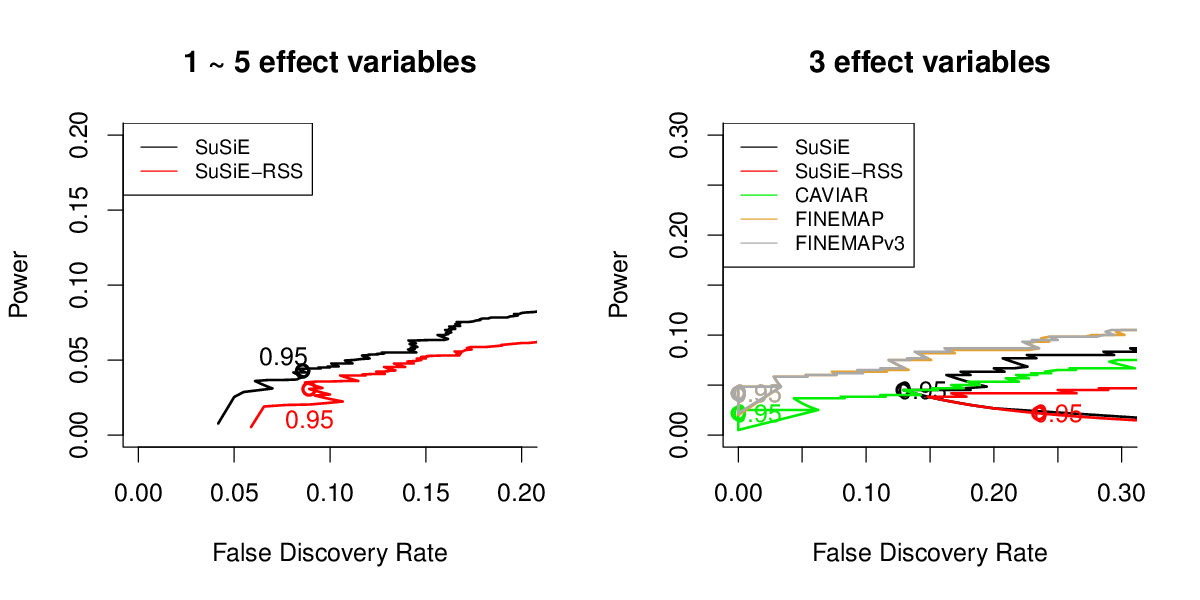 1 ~ 5 effect variables
SuSiE
SuSiE−RSS
0.95
0.95
Power
0.00
0.05
0.10
0.15
0.20
0.00
0.05
0.10
0.15
0.20
False Discovery Rate
3 effect variables
SuSiE
SuSiE−RSS
CAVIAR
FINEMAP
FINEMAPv3
0.95
0.95
0.95
0.95
Power
0.00
0.10
0.20
0.30
0.00
0.10
0.20
0.30
False Discovery Rate